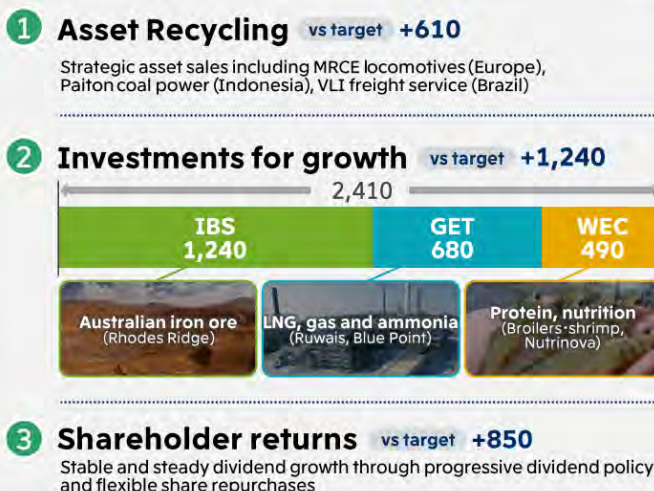 1 Asset Recycling vs target +610
Strategic asset sales including MRCE locomotives (Europe),
Paiton coal power (Indonesia), VLI freight service (Brazil)
2 Investments for growth vs target +1,240
2,410
IBS
1,240
GET
680
WEC
490
Australian iron ore
(Rhodes Ridge)
LNG, gas and ammonia
(Ruwais, Blue Point)
Protein, nutrition
(Broilers･shrimp,
Nutrinova)
3 Shareholder returns vs target +850
Stable and steady dividend growth through progressive dividend policy
and flexible share repurchases